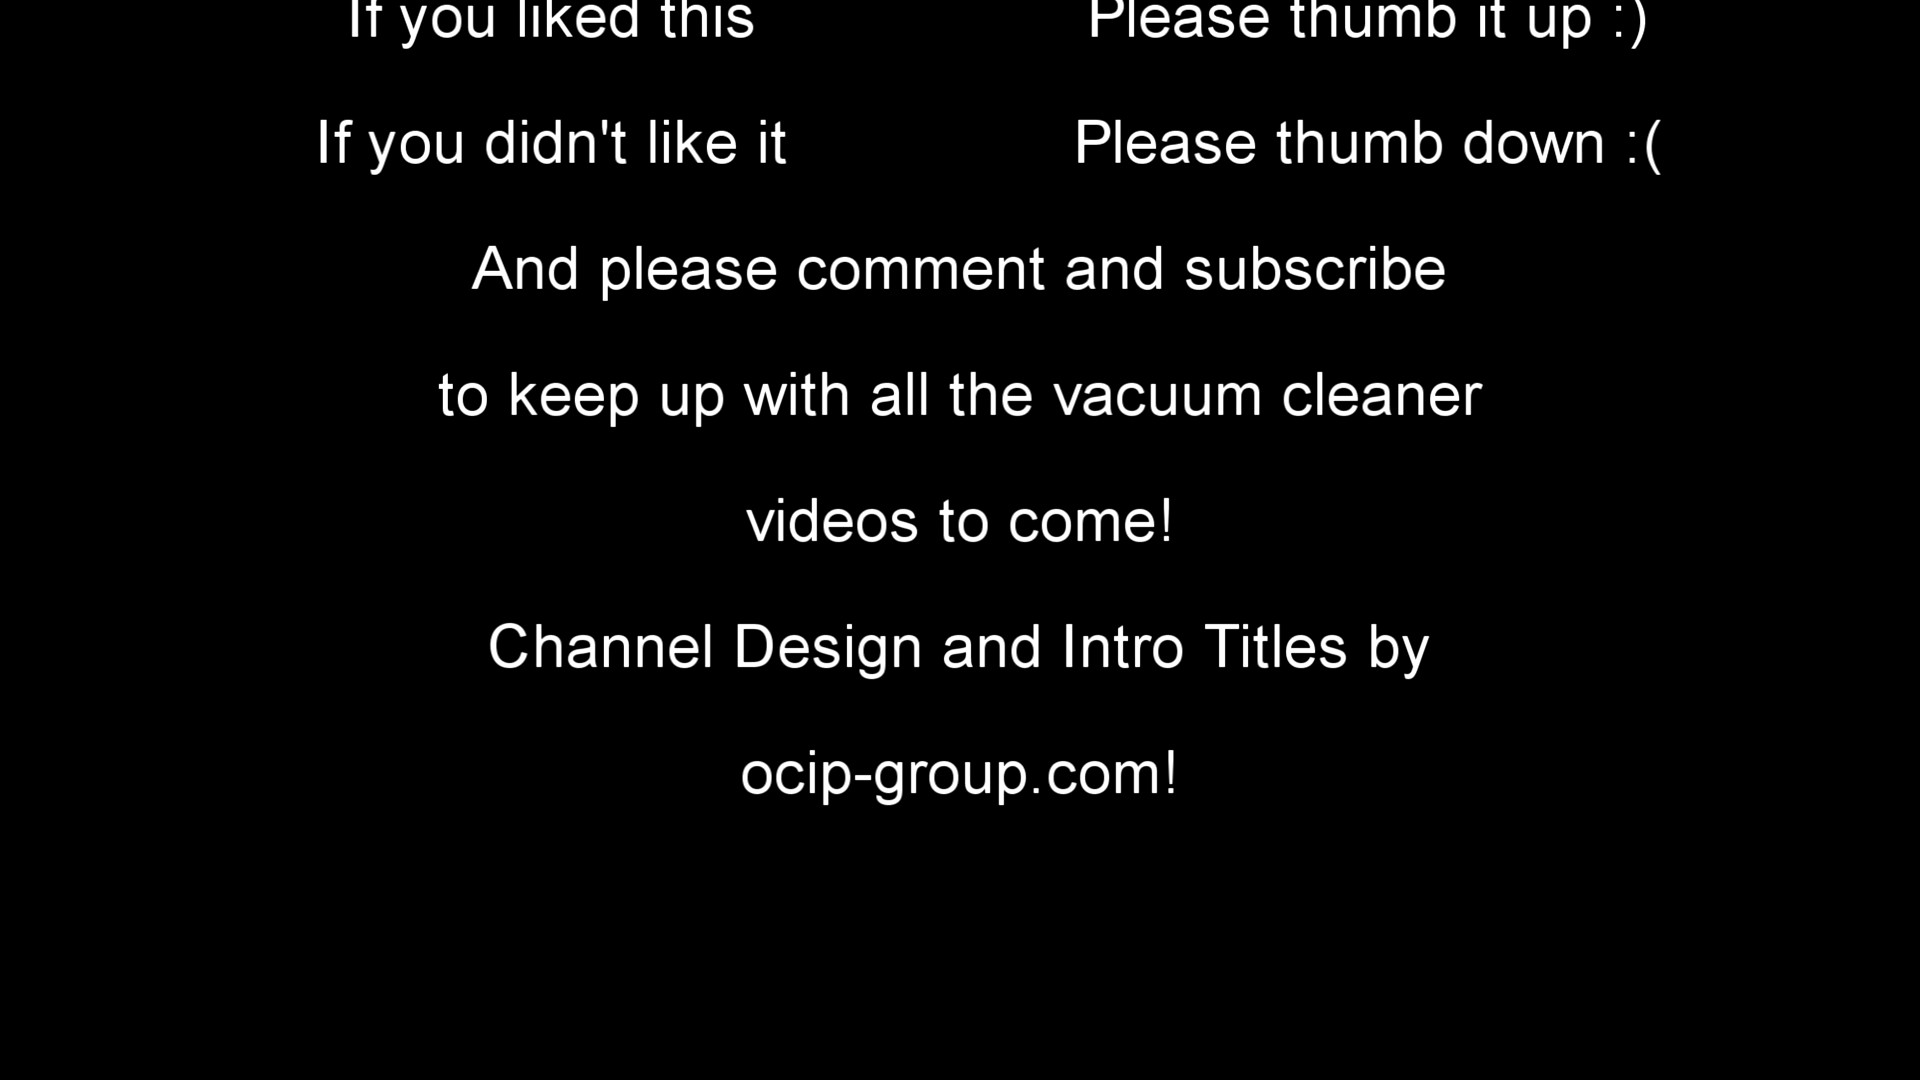 If you liked this Please thumb it up :)
If you didn't like it Please thumb down :(
And please comment and subscribe
to keep up with all the vacuum cleaner
videos to come!
Channel Design and Intro Titles by
ocip-group.com!